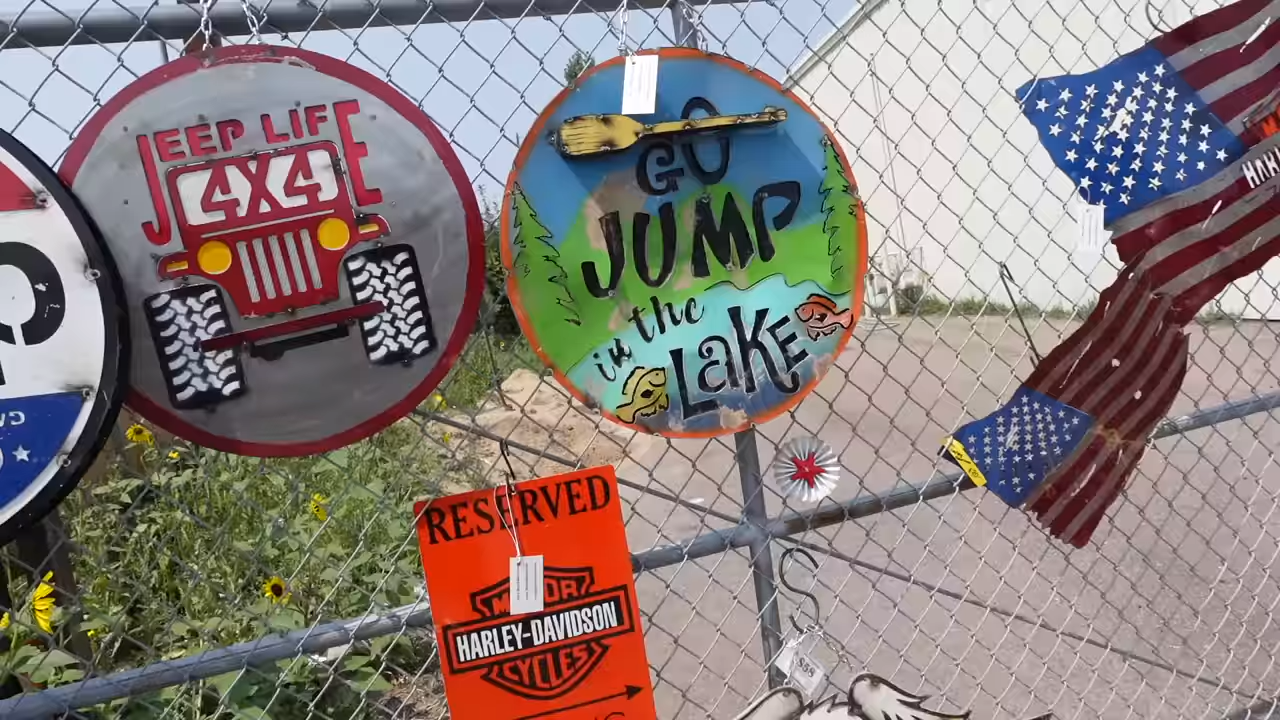 JEEP LIFE
4X4
GO
JUMP
in the
LaKE
RESERVED
MOTOR
HARLEY-DAVIDSON
CYCLES